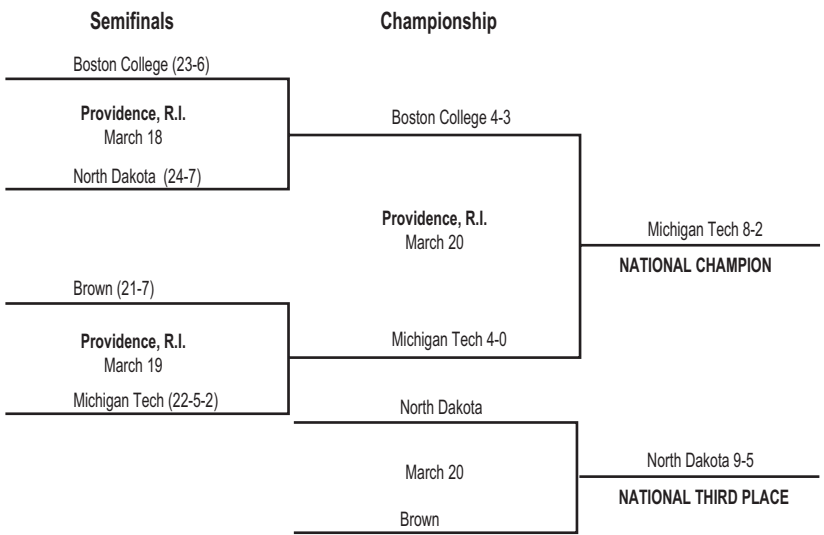 Semifinals
Championship
Boston College (23-6)
Providence, R.I.
March 18
North Dakota (24-7)
Boston College 4-3
Providence, R.I.
March 20
Michigan Tech 8-2
NATIONAL CHAMPION
Brown (21-7)
Providence, R.I.
March 19
Michigan Tech (22-5-2)
Michigan Tech 4-0
North Dakota
March 20
Brown
North Dakota 9-5
NATIONAL THIRD PLACE